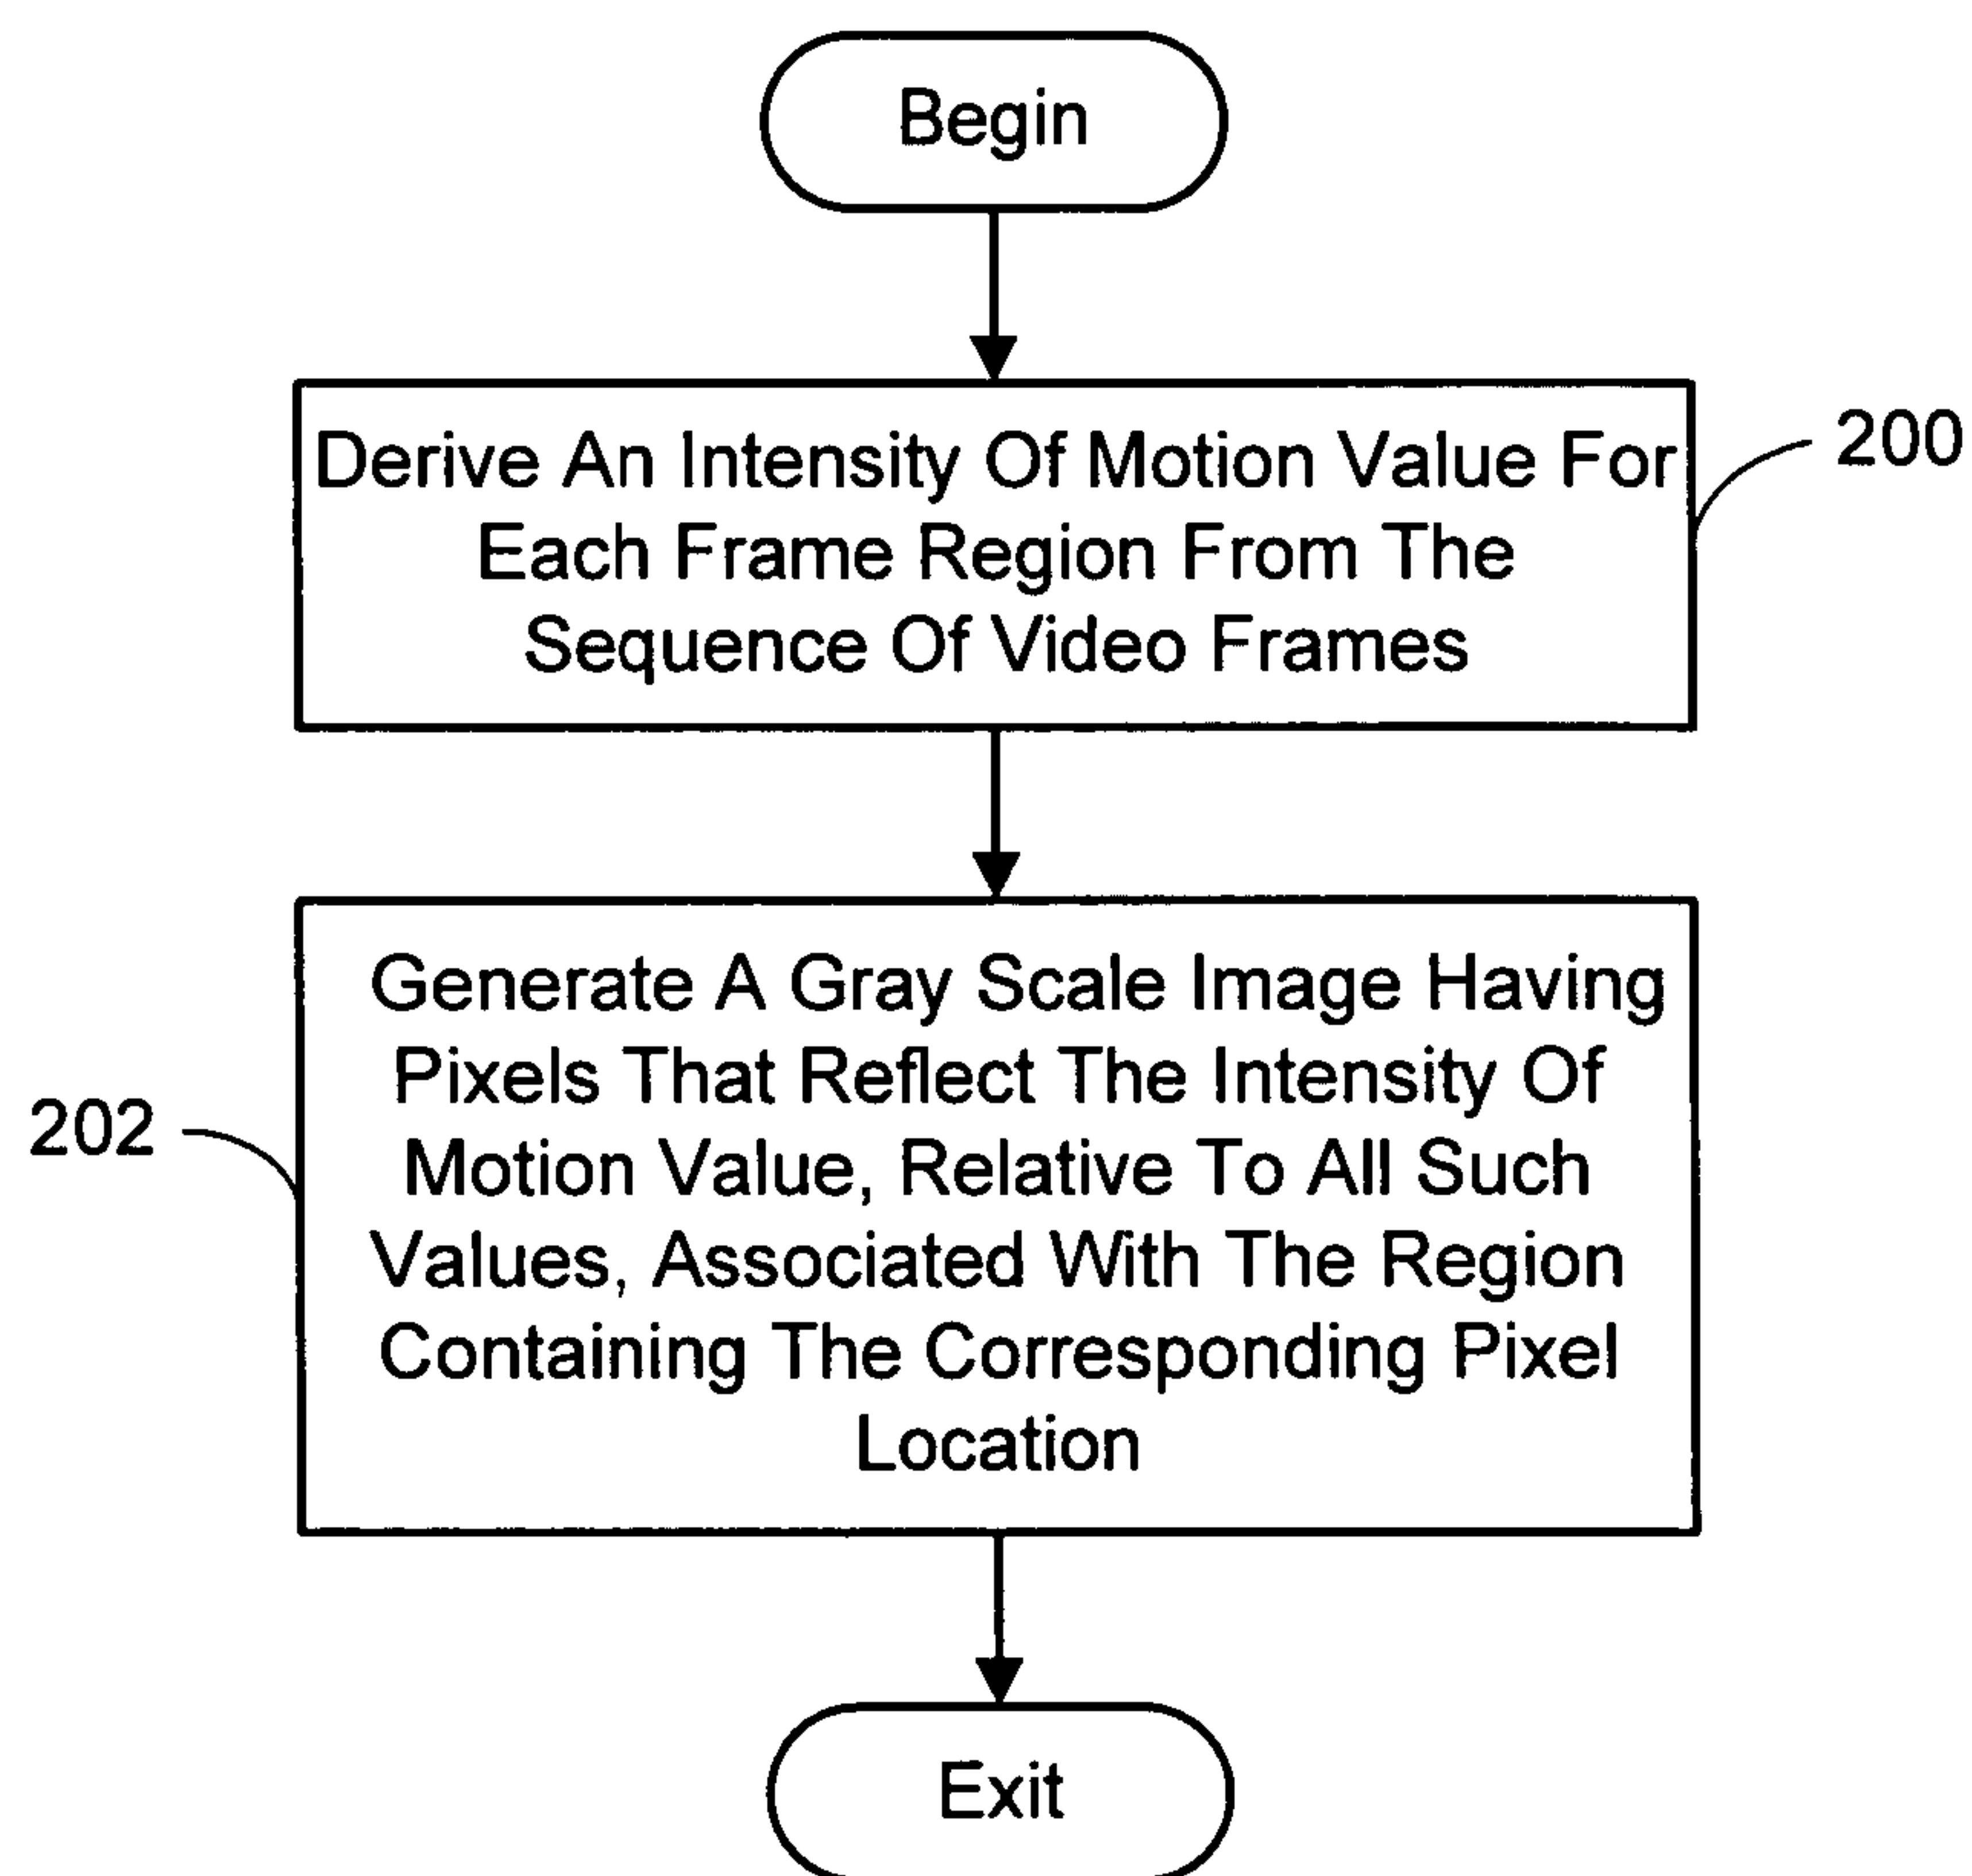 Begin
Derive An Intensity Of Motion Value For
Each Frame Region From The
Sequence Of Video Frames
200
Generate A Gray Scale Image Having
Pixels That Reflect The Intensity Of
Motion Value, Relative To All Such
Values, Associated With The Region
Containing The Corresponding Pixel
Location
202
Exit